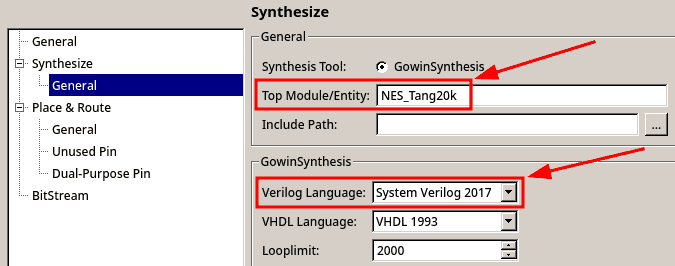 General
Synthesize
General
Place & Route
General
Unused Pin
Dual-Purpose Pin
BitStream
Synthesize
General
Synthesis Tool: GowinSynthesis
Top Module/Entity: NES_Tang20k
Include Path: ...
GowinSynthesis
Verilog Language: System Verilog 2017
VHDL Language: VHDL 1993
Looplimit: 2000